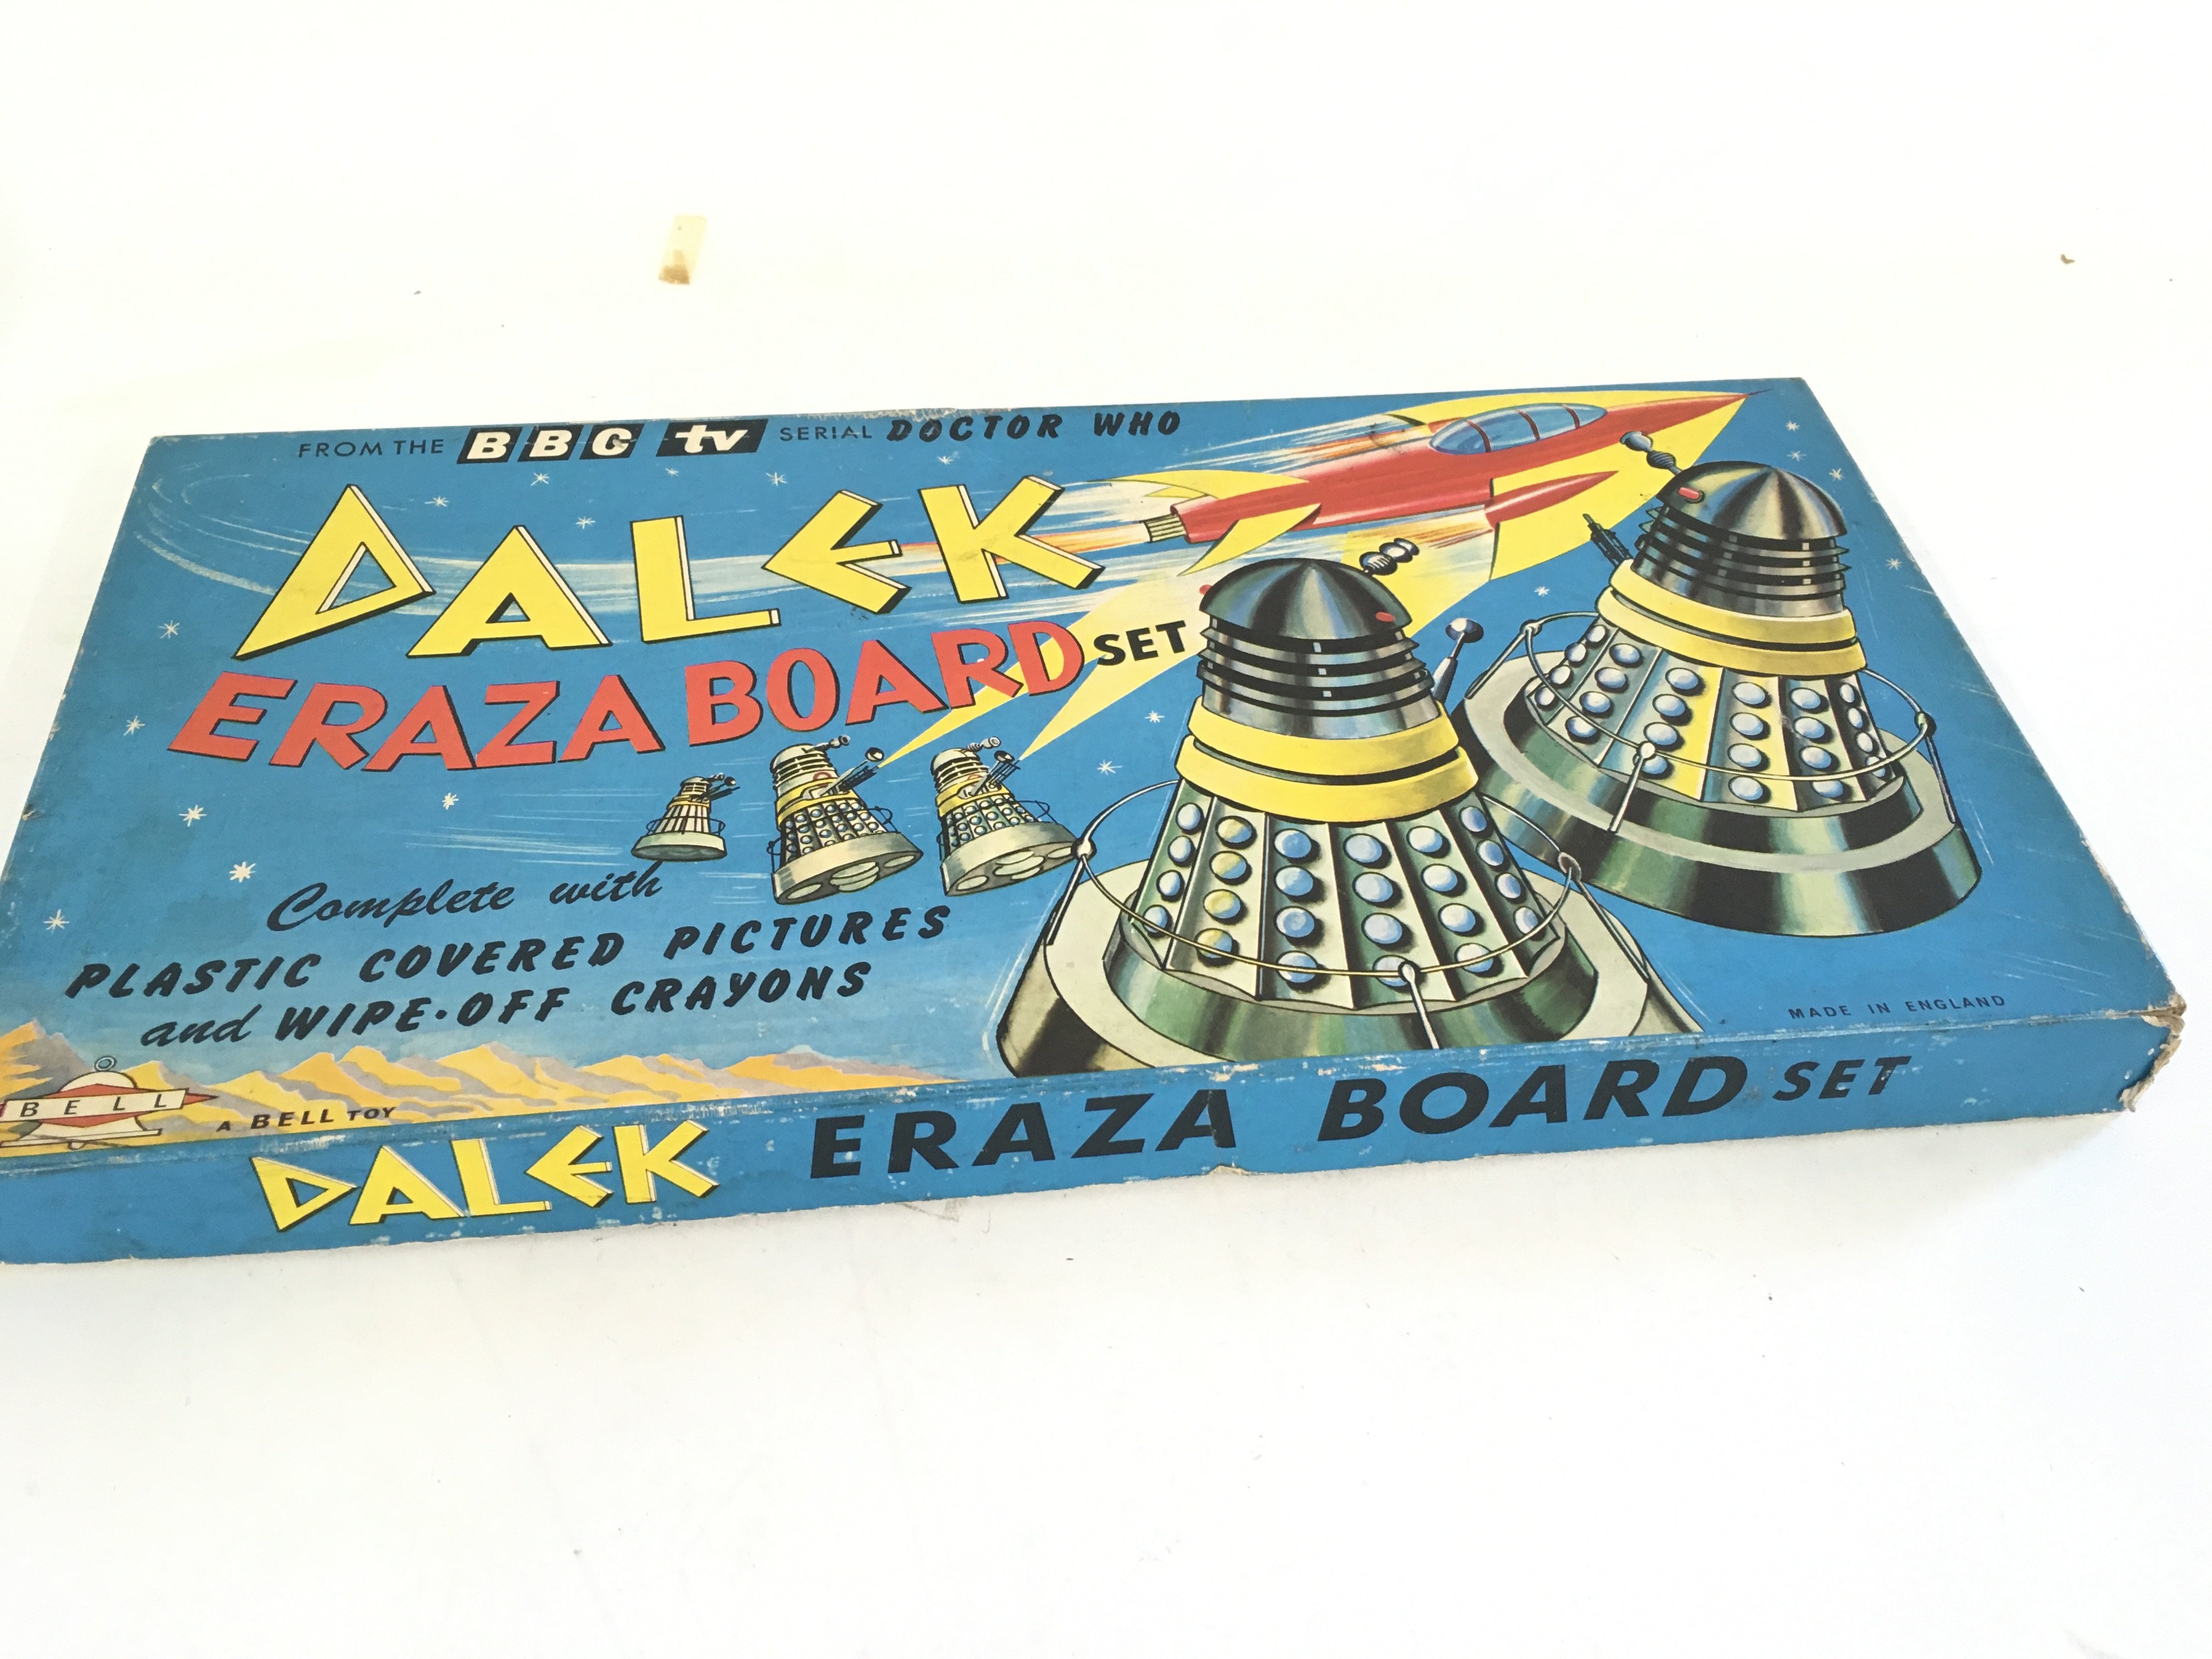 FROM THE BBC tv SERIAL DOCTOR WHO
DALEK
ERAZA BOARD SET
Complete with
PLASTIC COVERED PICTURES
and WIPE-OFF CRAYONS
MADE IN ENGLAND
BELL
A BELL TOY
DALEK ERAZA BOARD SET